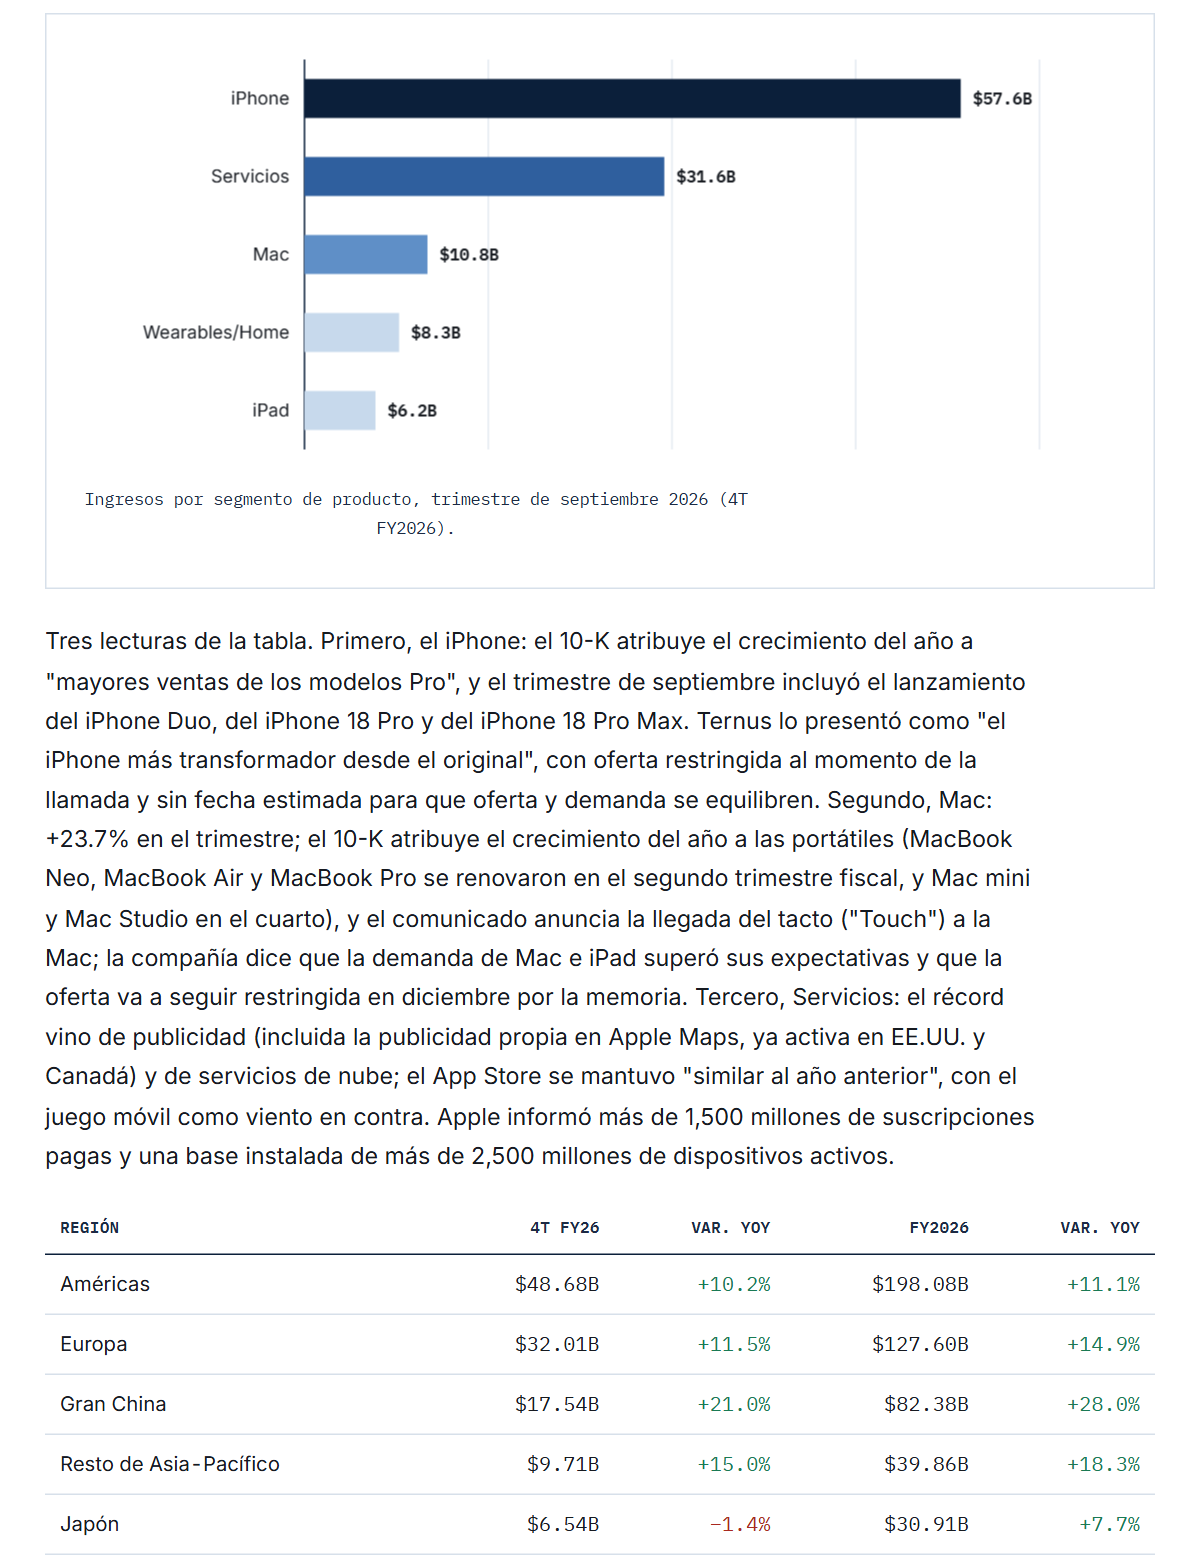 iPhone $57.6B
Servicios $31.6B
Mac $10.8B
Wearables/Home $8.3B
iPad $6.2B
Ingresos por segmento de producto, trimestre de septiembre 2026 (4T
FY2026).
Tres lecturas de la tabla. Primero, el iPhone: el 10-K atribuye el crecimiento del año a
"mayores ventas de los modelos Pro", y el trimestre de septiembre incluyó el lanzamiento
del iPhone Duo, del iPhone 18 Pro y del iPhone 18 Pro Max. Ternus lo presentó como "el
iPhone más transformador desde el original", con oferta restringida al momento de la
llamada y sin fecha estimada para que oferta y demanda se equilibren. Segundo, Mac:
+23.7% en el trimestre; el 10-K atribuye el crecimiento del año a las portátiles (MacBook
Neo, MacBook Air y MacBook Pro se renovaron en el segundo trimestre fiscal, y Mac mini
y Mac Studio en el cuarto), y el comunicado anuncia la llegada del tacto ("Touch") a la
Mac; la compañía dice que la demanda de Mac e iPad superó sus expectativas y que la
oferta va a seguir restringida en diciembre por la memoria. Tercero, Servicios: el récord
vino de publicidad (incluida la publicidad propia en Apple Maps, ya activa en EE.UU. y
Canadá) y de servicios de nube; el App Store se mantuvo "similar al año anterior", con el
juego móvil como viento en contra. Apple informó más de 1,500 millones de suscripciones
pagas y una base instalada de más de 2,500 millones de dispositivos activos.
REGIÓN 4T FY26 VAR. YOY FY2026 VAR. YOY
Américas $48.68B +10.2% $198.08B +11.1%
Europa $32.01B +11.5% $127.60B +14.9%
Gran China $17.54B +21.0% $82.38B +28.0%
Resto de Asia-Pacífico $9.71B +15.0% $39.86B +18.3%
Japón $6.54B −1.4% $30.91B +7.7%